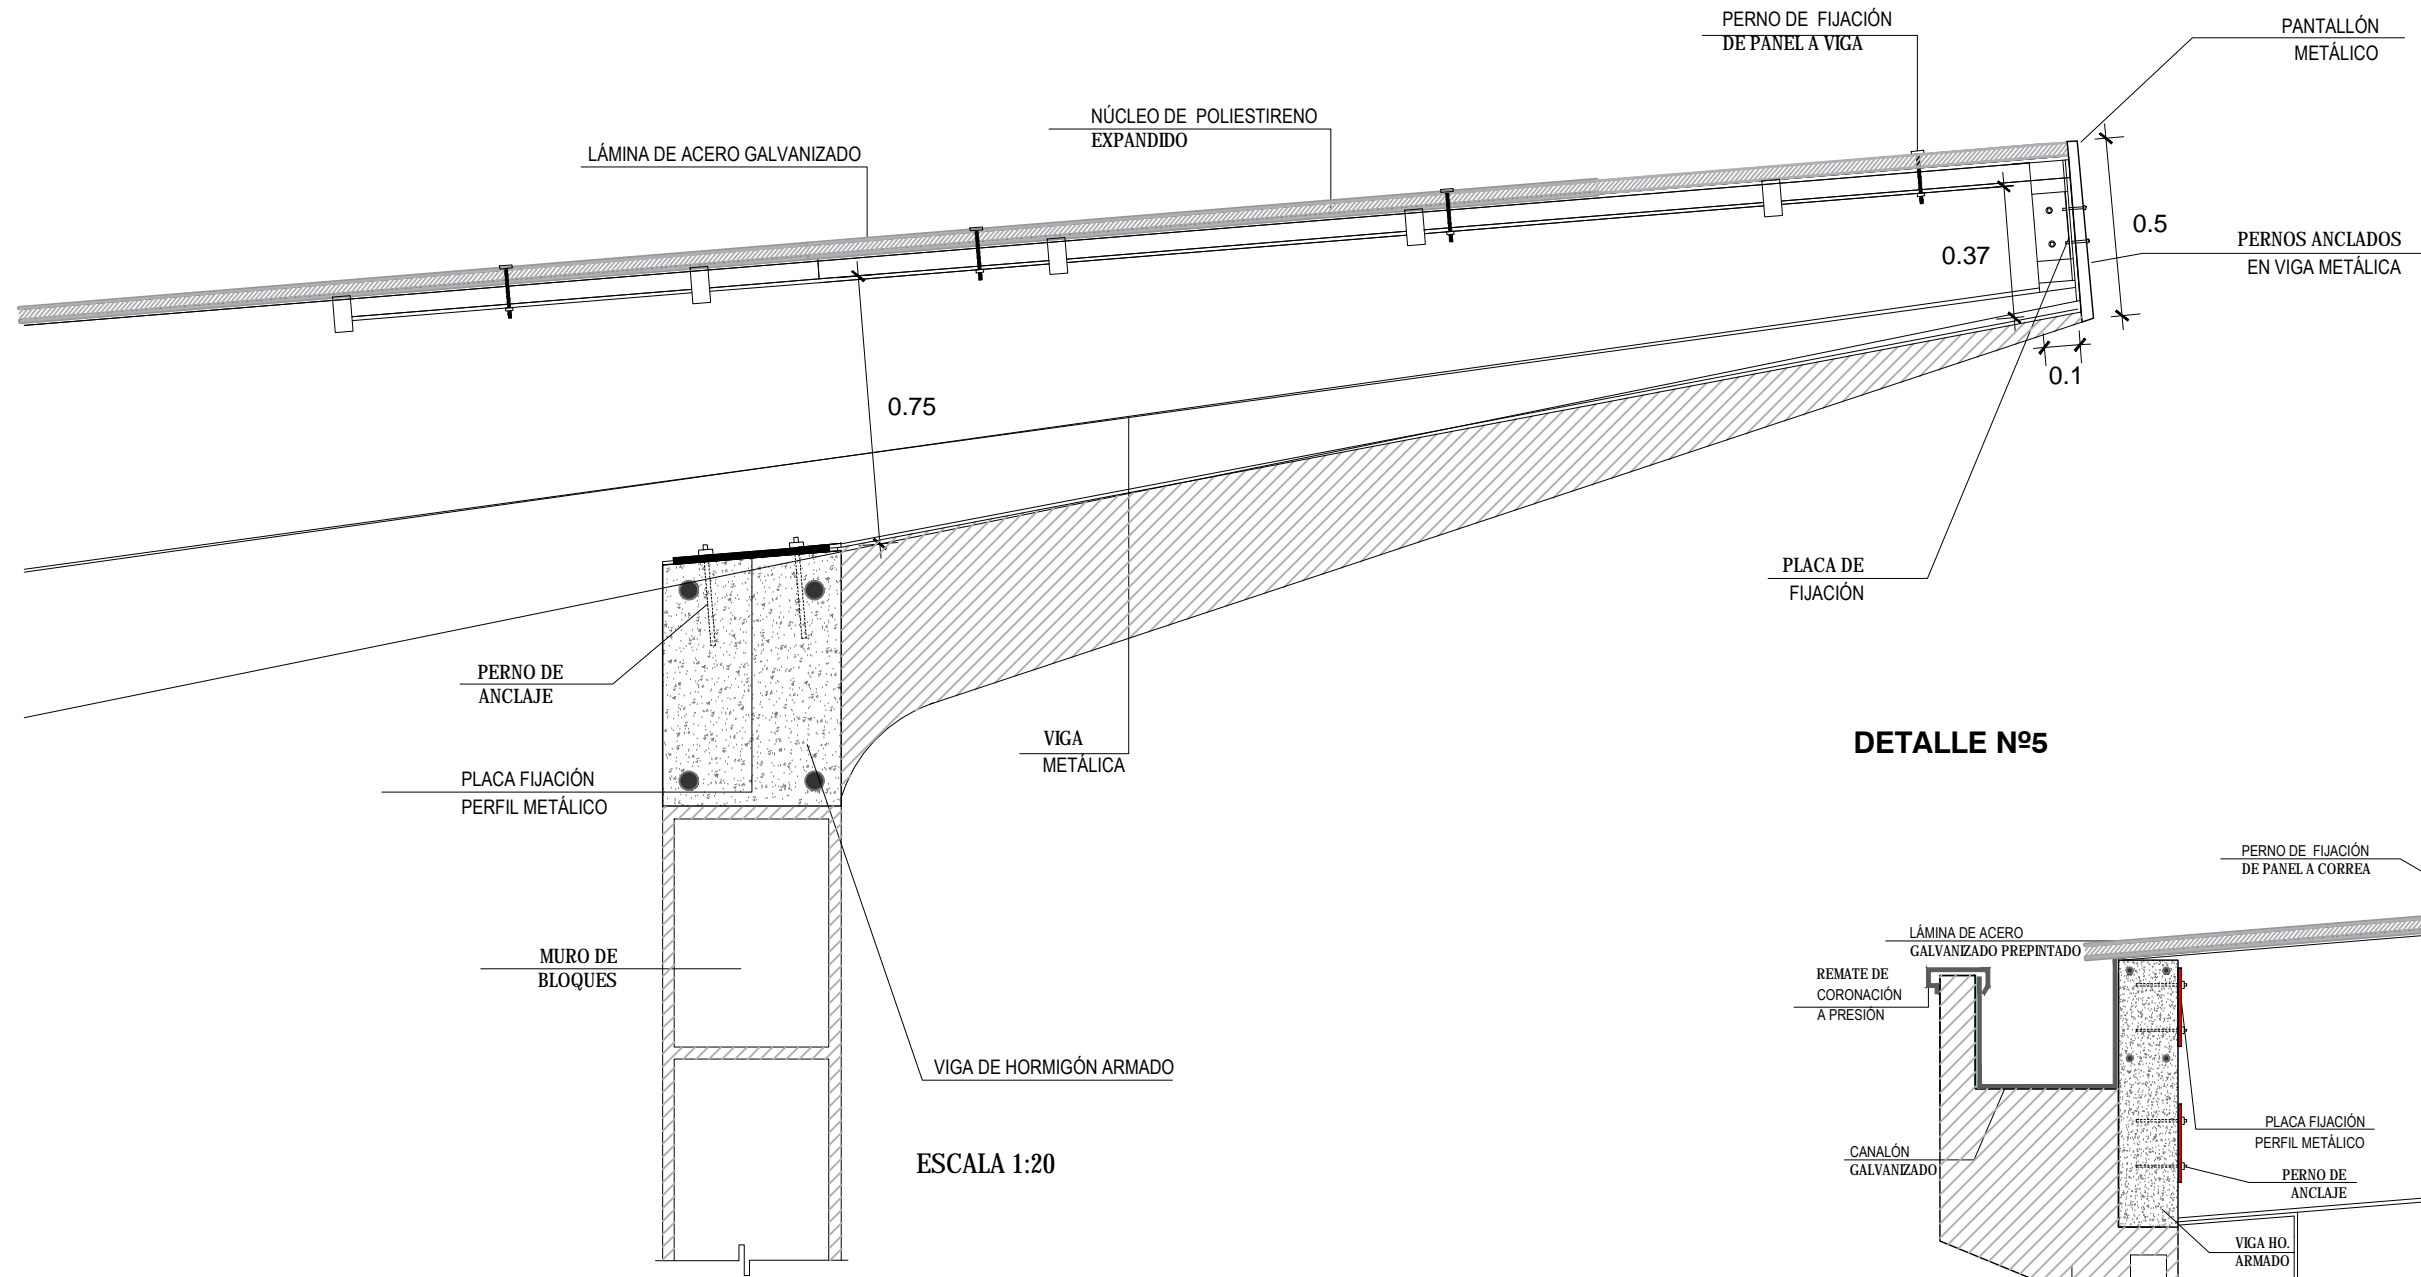 PERNO DE FIJACIÓN
DE PANEL A VIGA
PANTALLÓN
METÁLICO
NÚCLEO DE POLIESTIRENO
EXPANDIDO
LÁMINA DE ACERO GALVANIZADO
0.5
0.37
PERNOS ANCLADOS
EN VIGA METÁLICA
0.1
0.75
PLACA DE
FIJACIÓN
PERNO DE
ANCLAJE
VIGA
METÁLICA
PLACA FIJACIÓN
PERFIL METÁLICO
DETALLE Nº5
MURO DE
BLOQUES
VIGA DE HORMIGÓN ARMADO
ESCALA 1:20
PERNO DE FIJACIÓN
DE PANEL A CORREA
LÁMINA DE ACERO
GALVANIZADO PREPINTADO
REMATE DE
CORONACIÓN
A PRESIÓN
PLACA FIJACIÓN
PERFIL METÁLICO
CANALÓN
GALVANIZADO
PERNO DE
ANCLAJE
VIGA HO.
ARMADO